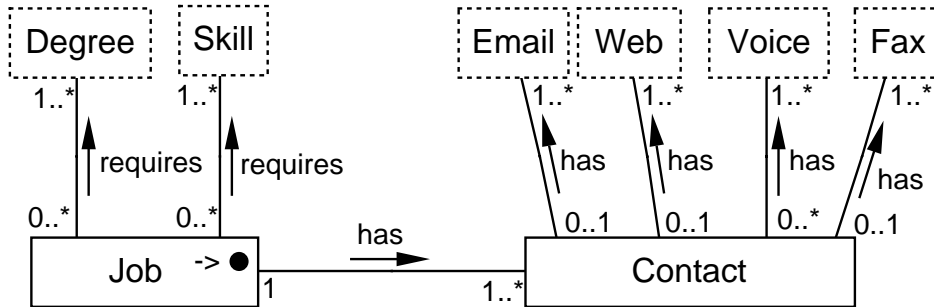 Degree Skill Email Web Voice Fax
1..* 1..* 1..* 1..* 1..* 1..*
requires requires has has has has
0..* 0..* 0..1 0..1 0..* 0..1
has
Job -> ● Contact
1 1..*